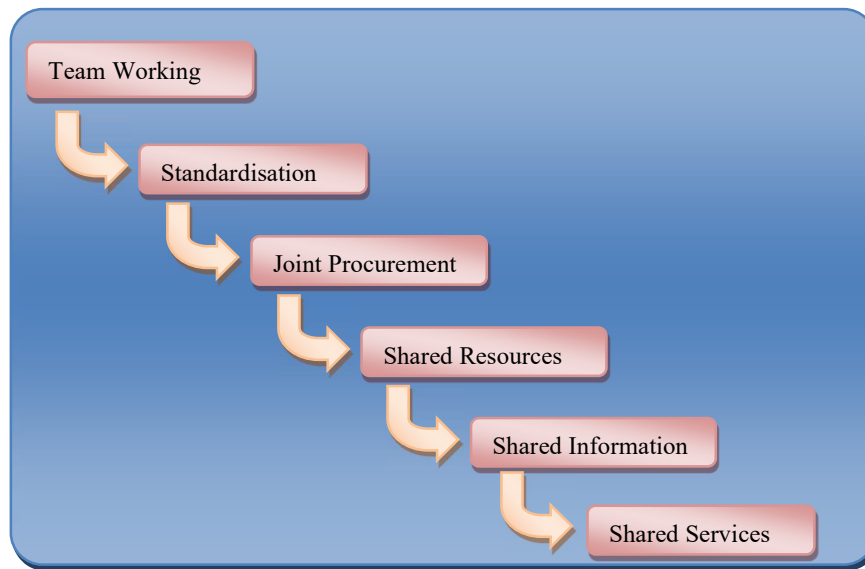 Team Working
Standardisation
Joint Procurement
Shared Resources
Shared Information
Shared Services